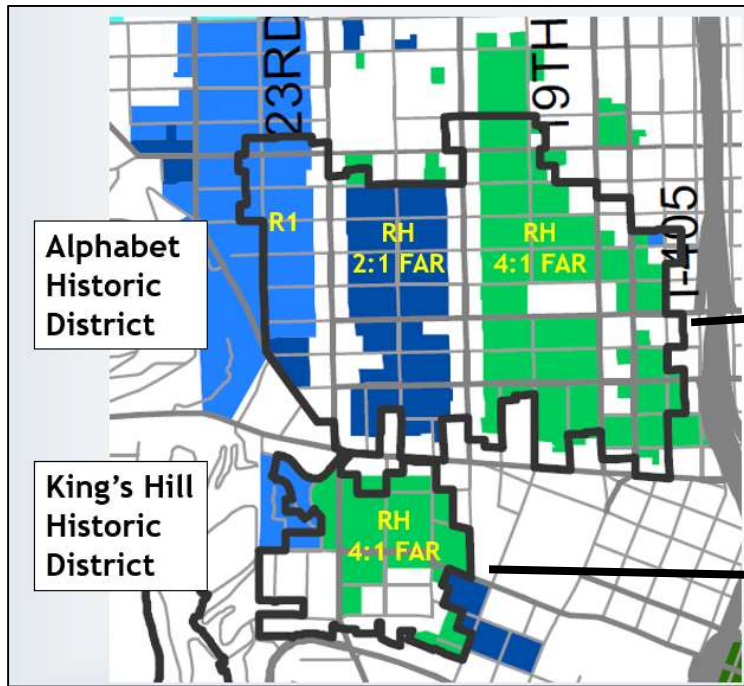 23RD
19TH
I-405
R1
RH
2:1 FAR
RH
4:1 FAR
Alphabet
Historic
District
King's Hill
Historic
District
RH
4:1 FAR